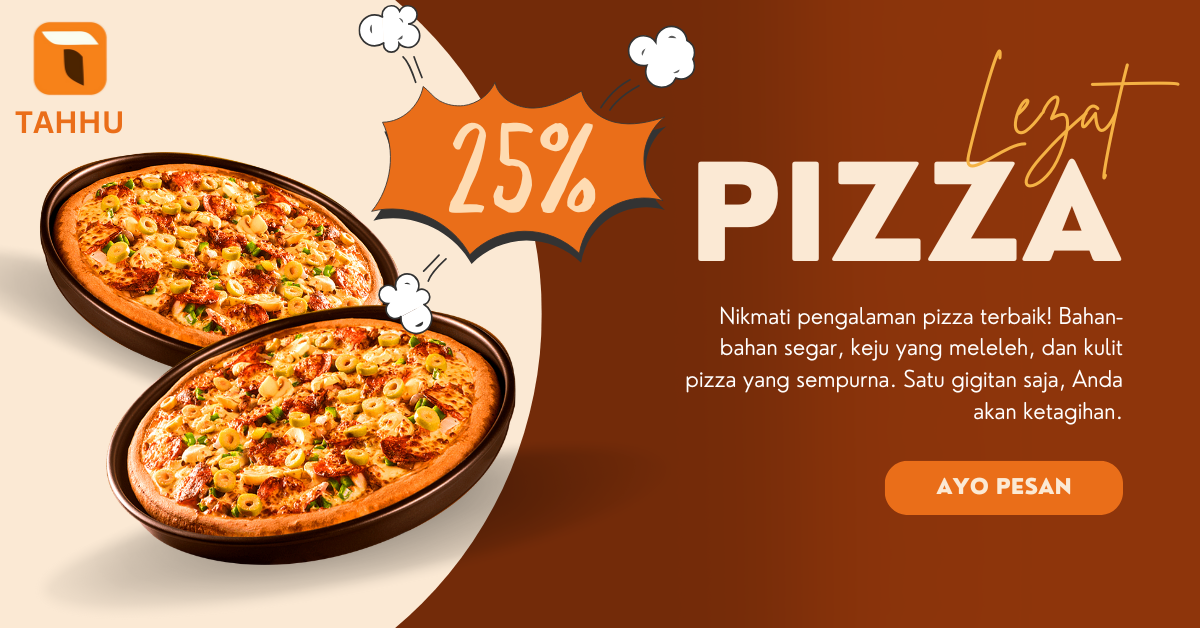 TAHHU
25%
Lezat
PIZZA
Nikmati pengalaman pizza terbaik! Bahan-
bahan segar, keju yang meleleh, dan kulit
pizza yang sempurna. Satu gigitan saja, Anda
akan ketagihan.
AYO PESAN